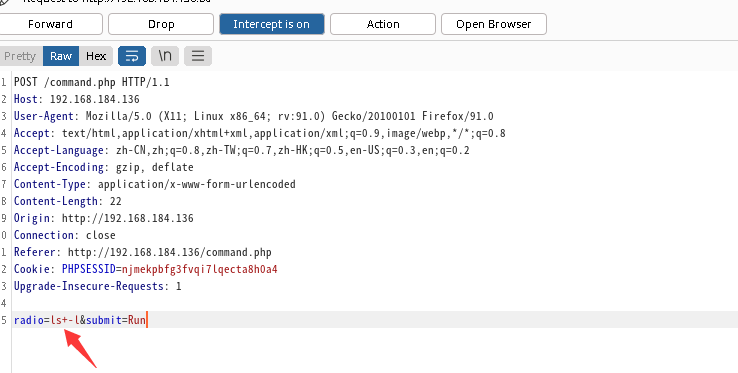 Request to http://192.168.184.136:80
Forward Drop Intercept is on Action Open Browser
Pretty Raw Hex \n
1 POST /command.php HTTP/1.1
2 Host: 192.168.184.136
3 User-Agent: Mozilla/5.0 (X11; Linux x86_64; rv:91.0) Gecko/20100101 Firefox/91.0
4 Accept: text/html,application/xhtml+xml,application/xml;q=0.9,image/webp,*/*;q=0.8
5 Accept-Language: zh-CN,zh;q=0.8,zh-TW;q=0.7,zh-HK;q=0.5,en-US;q=0.3,en;q=0.2
6 Accept-Encoding: gzip, deflate
7 Content-Type: application/x-www-form-urlencoded
8 Content-Length: 22
9 Origin: http://192.168.184.136
0 Connection: close
1 Referer: http://192.168.184.136/command.php
2 Cookie: PHPSESSID=njmekpbfg3fvqi7lqecta8h0a4
3 Upgrade-Insecure-Requests: 1
4
5 radio=ls+-l&submit=Run